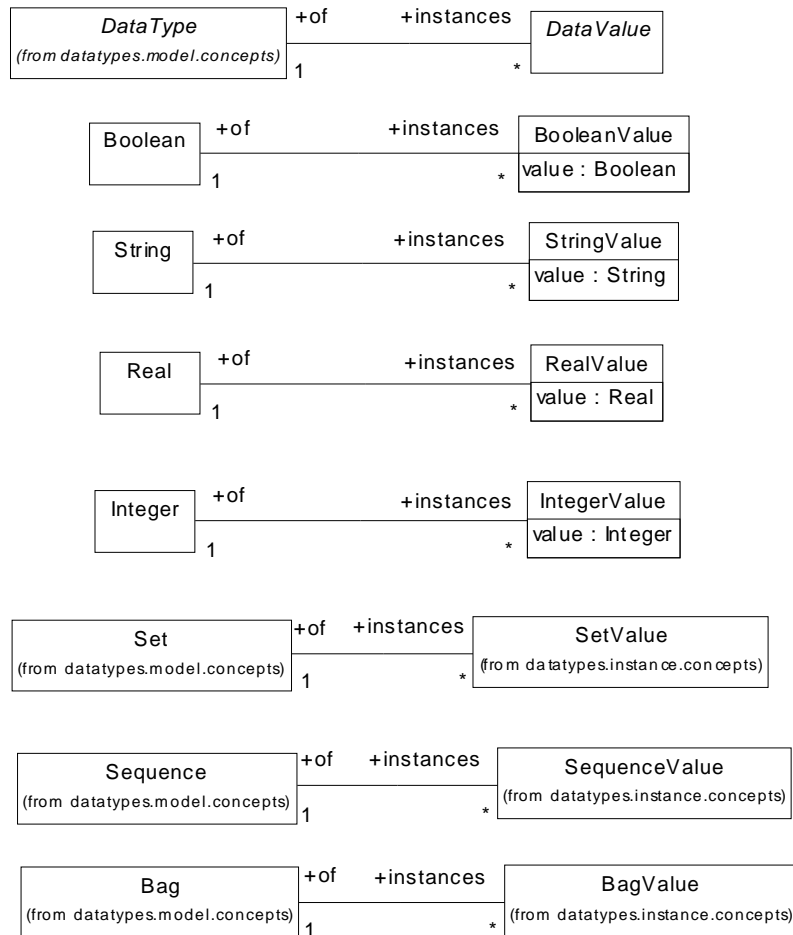 DataType
(from datatypes.model.concepts)
+of
+instances
1
*
DataValue
Boolean
+of
+instances
1
*
BooleanValue
value : Boolean
String
+of
+instances
1
*
StringValue
value : String
Real
+of
+instances
1
*
RealValue
value : Real
Integer
+of
+instances
1
*
IntegerValue
value : Integer
Set
(from datatypes.model.concepts)
+of
+instances
1
*
SetValue
(from datatypes.instance.concepts)
Sequence
(from datatypes.model.concepts)
+of
+instances
1
*
SequenceValue
(from datatypes.instance.concepts)
Bag
(from datatypes.model.concepts)
+of
+instances
1
*
BagValue
(from datatypes.instance.concepts)